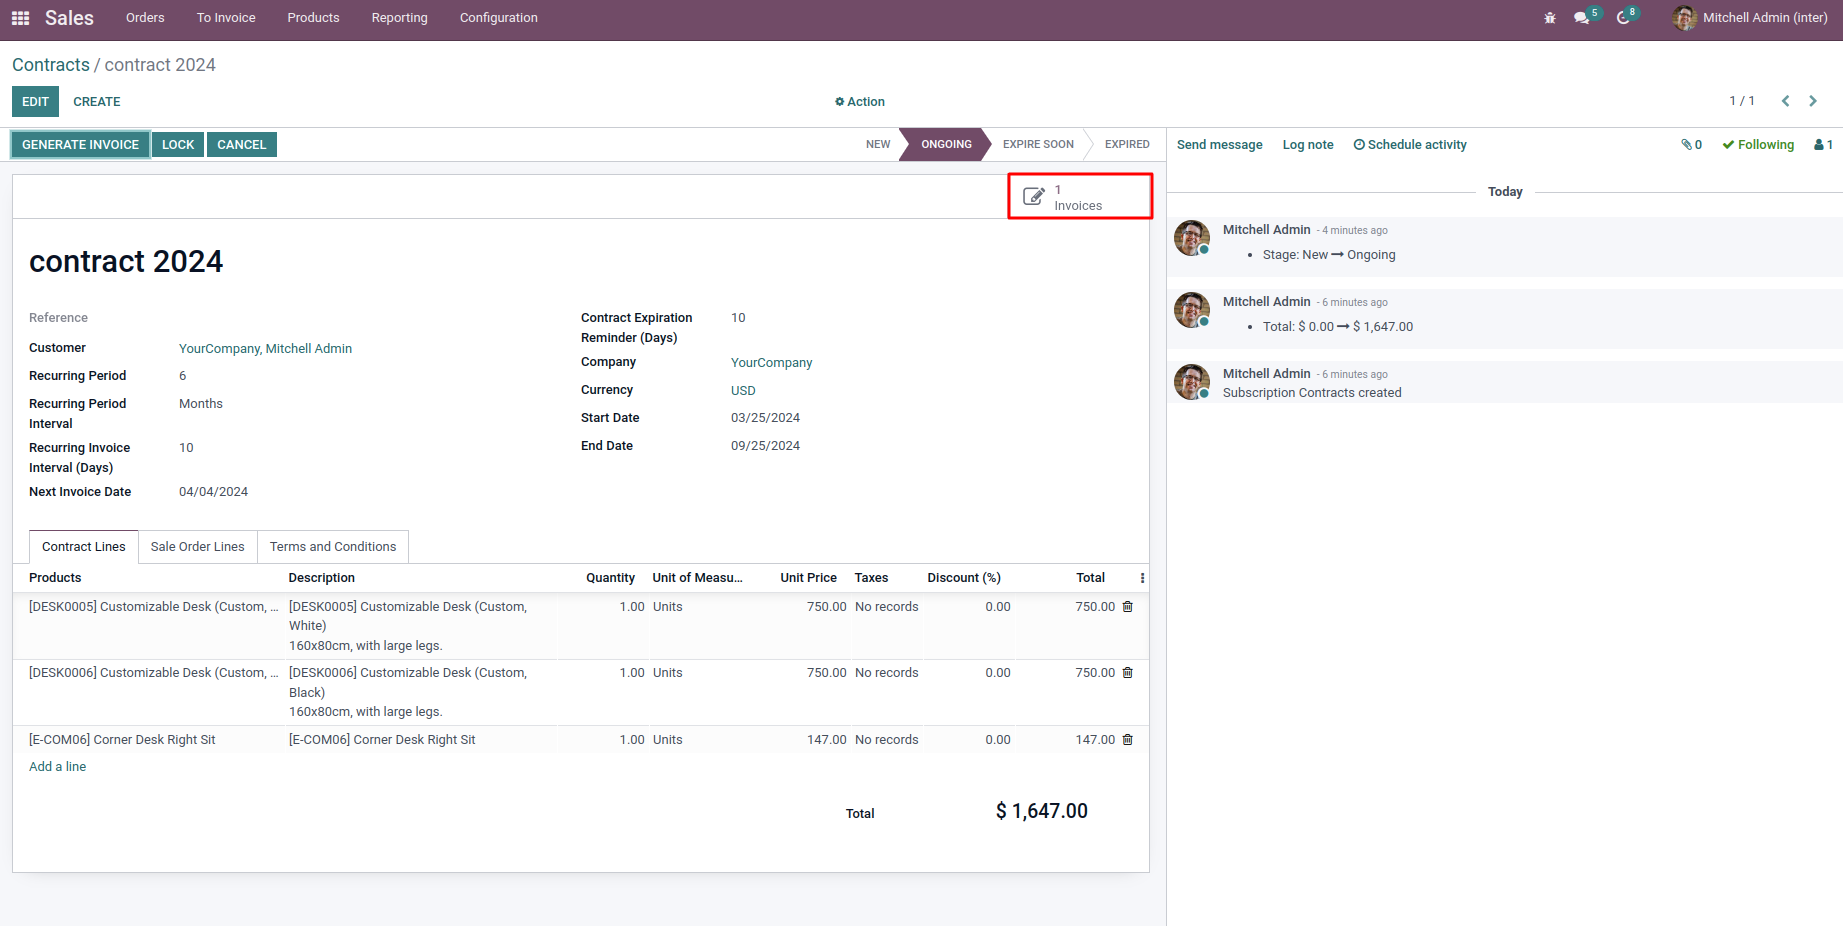 Sales Orders To Invoice Products Reporting Configuration 5 8 Mitchell Admin (inter)
Contracts / contract 2024
EDIT CREATE Action 1 / 1
GENERATE INVOICE LOCK CANCEL NEW ONGOING EXPIRE SOON EXPIRED
1
Invoices
contract 2024
Reference
Customer YourCompany, Mitchell Admin
Recurring Period 6
Recurring Period
Interval
Months
Recurring Invoice
Interval (Days)
10
Next Invoice Date 04/04/2024
Contract Expiration
Reminder (Days)
10
Company YourCompany
Currency USD
Start Date 03/25/2024
End Date 09/25/2024
Contract Lines Sale Order Lines Terms and Conditions
Products Description Quantity Unit of Measu... Unit Price Taxes Discount (%) Total
[DESK0005] Customizable Desk (Custom, ... [DESK0005] Customizable Desk (Custom, 1.00 Units 750.00 No records 0.00 750.00
White)
160x80cm, with large legs.
[DESK0006] Customizable Desk (Custom, ... [DESK0006] Customizable Desk (Custom, 1.00 Units 750.00 No records 0.00 750.00
Black)
160x80cm, with large legs.
[E-COM06] Corner Desk Right Sit [E-COM06] Corner Desk Right Sit 1.00 Units 147.00 No records 0.00 147.00
Add a line
Total $ 1,647.00
Send message Log note Schedule activity 0 Following 1
Today
Mitchell Admin - 4 minutes ago
Stage: New → Ongoing
Mitchell Admin - 6 minutes ago
Total: $ 0.00 → $ 1,647.00
Mitchell Admin - 6 minutes ago
Subscription Contracts created